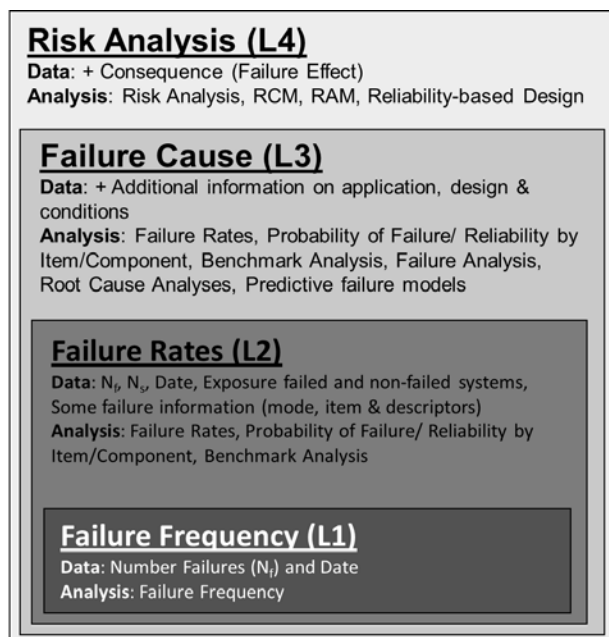 Risk Analysis (L4)
Data: + Consequence (Failure Effect)
Analysis: Risk Analysis, RCM, RAM, Reliability-based Design
Failure Cause (L3)
Data: + Additional information on application, design &
conditions
Analysis: Failure Rates, Probability of Failure/ Reliability by
Item/Component, Benchmark Analysis, Failure Analysis,
Root Cause Analyses, Predictive failure models
Failure Rates (L2)
Data: Nf, Ns, Date, Exposure failed and non-failed systems,
Some failure information (mode, item & descriptors)
Analysis: Failure Rates, Probability of Failure/ Reliability by
Item/Component, Benchmark Analysis
Failure Frequency (L1)
Data: Number Failures (Nf) and Date
Analysis: Failure Frequency